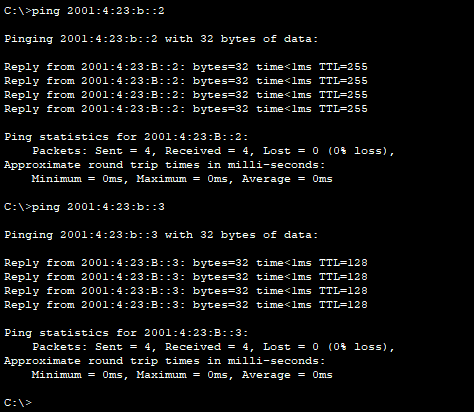 C:\>ping 2001:4:23:b::2
Pinging 2001:4:23:b::2 with 32 bytes of data:
Reply from 2001:4:23:B::2: bytes=32 time<1ms TTL=255
Reply from 2001:4:23:B::2: bytes=32 time<1ms TTL=255
Reply from 2001:4:23:B::2: bytes=32 time<1ms TTL=255
Reply from 2001:4:23:B::2: bytes=32 time<1ms TTL=255
Ping statistics for 2001:4:23:B::2:
    Packets: Sent = 4, Received = 4, Lost = 0 (0% loss),
Approximate round trip times in milli-seconds:
    Minimum = 0ms, Maximum = 0ms, Average = 0ms
C:\>ping 2001:4:23:b::3
Pinging 2001:4:23:b::3 with 32 bytes of data:
Reply from 2001:4:23:B::3: bytes=32 time<1ms TTL=128
Reply from 2001:4:23:B::3: bytes=32 time<1ms TTL=128
Reply from 2001:4:23:B::3: bytes=32 time<1ms TTL=128
Reply from 2001:4:23:B::3: bytes=32 time<1ms TTL=128
Ping statistics for 2001:4:23:B::3:
    Packets: Sent = 4, Received = 4, Lost = 0 (0% loss),
Approximate round trip times in milli-seconds:
    Minimum = 0ms, Maximum = 0ms, Average = 0ms
C:\>